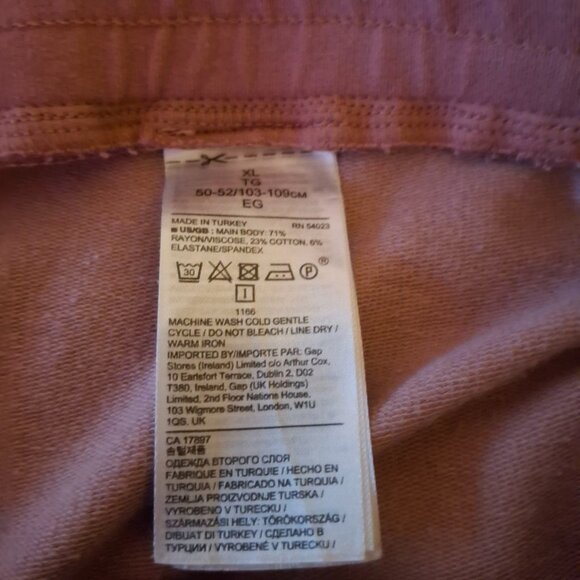 XL
TG
50-52/103-109CM
EG
MADE IN TURKEY RN 54023
■ US/GB : MAIN BODY: 71%
RAYON/VISCOSE, 23% COTTON, 6%
ELASTANE/SPANDEX
30 P ®
I
1166
MACHINE WASH COLD GENTLE
CYCLE / DO NOT BLEACH / LINE DRY /
WARM IRON
IMPORTED BY/IMPORTE PAR: Gap
Stores (Ireland) Limited c/o Arthur Cox,
10 Earlsfort Terrace, Dublin 2, D02
T380, Ireland, Gap (UK Holdings)
Limited, 2nd Floor Nations House,
103 Wigmore Street, London, W1U
1QS. UK
CA 17897
솜털제품
ОДЕЖДА ВТОРОГО СЛОЯ
FABRIQUE EN TURQUIE / HECHO EN
TURQUIA / FABRICADO NA TURQUIA /
ZEMLJA PROIZVODNJE TURSKA /
VYROBENO V TURECKU /
SZÁRMAZÁSI HELY: TÖRÖKORSZÁG /
DIBUAT DI TURKEY / СДЕЛАНО В
ТУРЦИИ / VYROBENÉ V TURECKU /